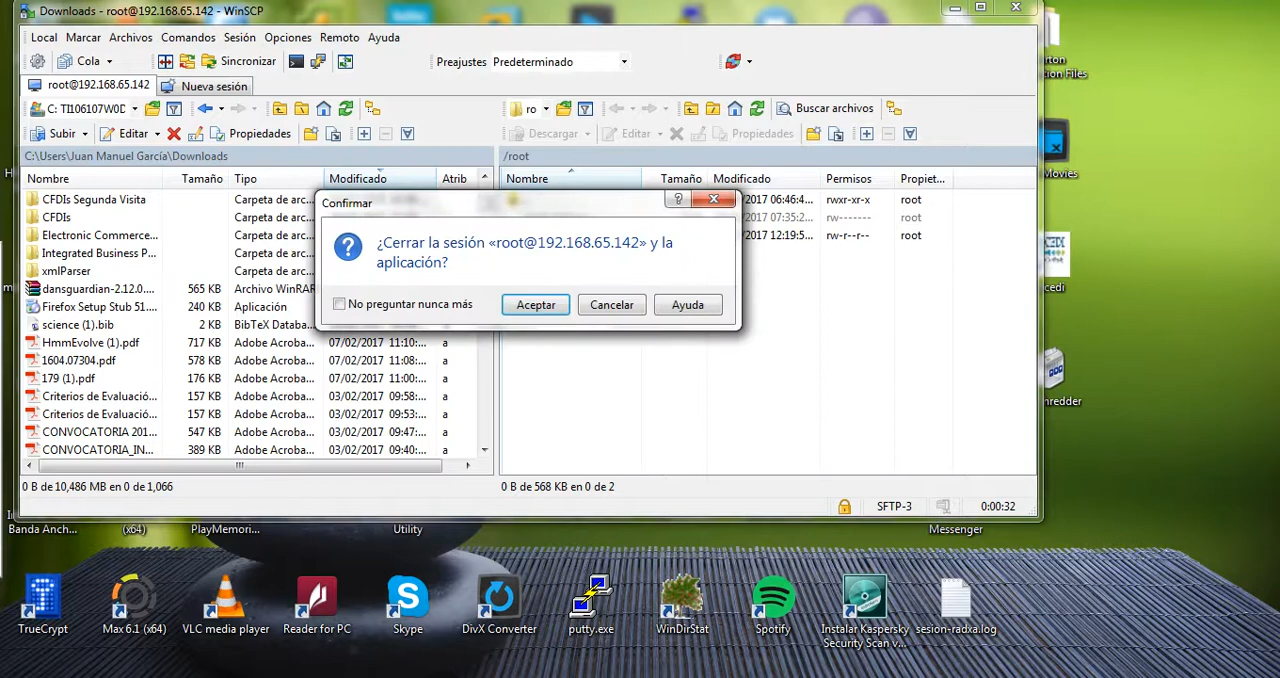 Downloads - root@192.168.65.142 - WinSCP
Local Marcar Archivos Comandos Sesión Opciones Remoto Ayuda
Cola Sincronizar Preajustes Predeterminado
root@192.168.65.142 Nueva sesión
C: TI106107W0D ro Buscar archivos
Subir Editar Propiedades Descargar Editar Propiedades
C:\Users\Juan Manuel García\Downloads /root
Nombre Tamaño Tipo Modificado Atrib Nombre Tamaño Modificado Permisos Propiet...
CFDIs Segunda Visita Carpeta de arc... 2017 06:46:4... rwxr-xr-x root
CFDIs Carpeta de arc... 2017 07:35:2... rw------- root
Electronic Commerce... Carpeta de arc... 2017 12:19:5... rw-r--r-- root
Integrated Business P... Carpeta de arc...
xmlParser Carpeta de arc...
dansguardian-2.12.0.... 565 KB Archivo WinRAR
Firefox Setup Stub 51.... 240 KB Aplicación
science (1).bib 2 KB BibTeX Databa...
HmmEvolve (1).pdf 717 KB Adobe Acroba... 07/02/2017 11:10:... a
1604.07304.pdf 578 KB Adobe Acroba... 07/02/2017 11:08:... a
179 (1).pdf 176 KB Adobe Acroba... 07/02/2017 11:00:... a
Criterios de Evaluació... 157 KB Adobe Acroba... 03/02/2017 09:58:... a
Criterios de Evaluació... 157 KB Adobe Acroba... 03/02/2017 09:53:... a
CONVOCATORIA 201... 547 KB Adobe Acroba... 03/02/2017 09:47:... a
CONVOCATORIA_IN... 389 KB Adobe Acroba... 03/02/2017 09:40:... a
0 B de 10,486 MB en 0 de 1,066 0 B de 568 KB en 0 de 2
SFTP-3 0:00:32
Confirmar
¿Cerrar la sesión «root@192.168.65.142» y la
aplicación?
No preguntar nunca más Aceptar Cancelar Ayuda
ion Files
Movies
cedi
hredder
Banda Anch... (x64) PlayMemori... Utility Messenger
TrueCrypt Max 6.1 (x64) VLC media player Reader for PC Skype DivX Converter putty.exe WinDirStat Spotify Instalar Kaspersky sesion-radxa.log
Security Scan v...